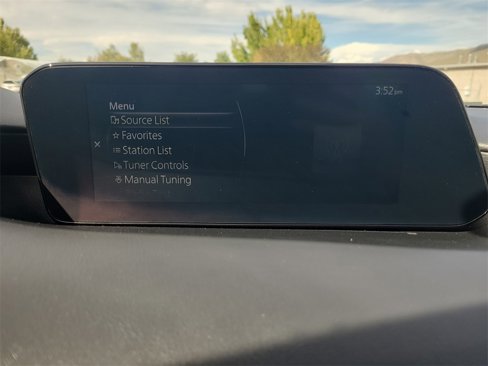 3:52pm
Menu
Source List
Favorites
Station List
Tuner Controls
Manual Tuning